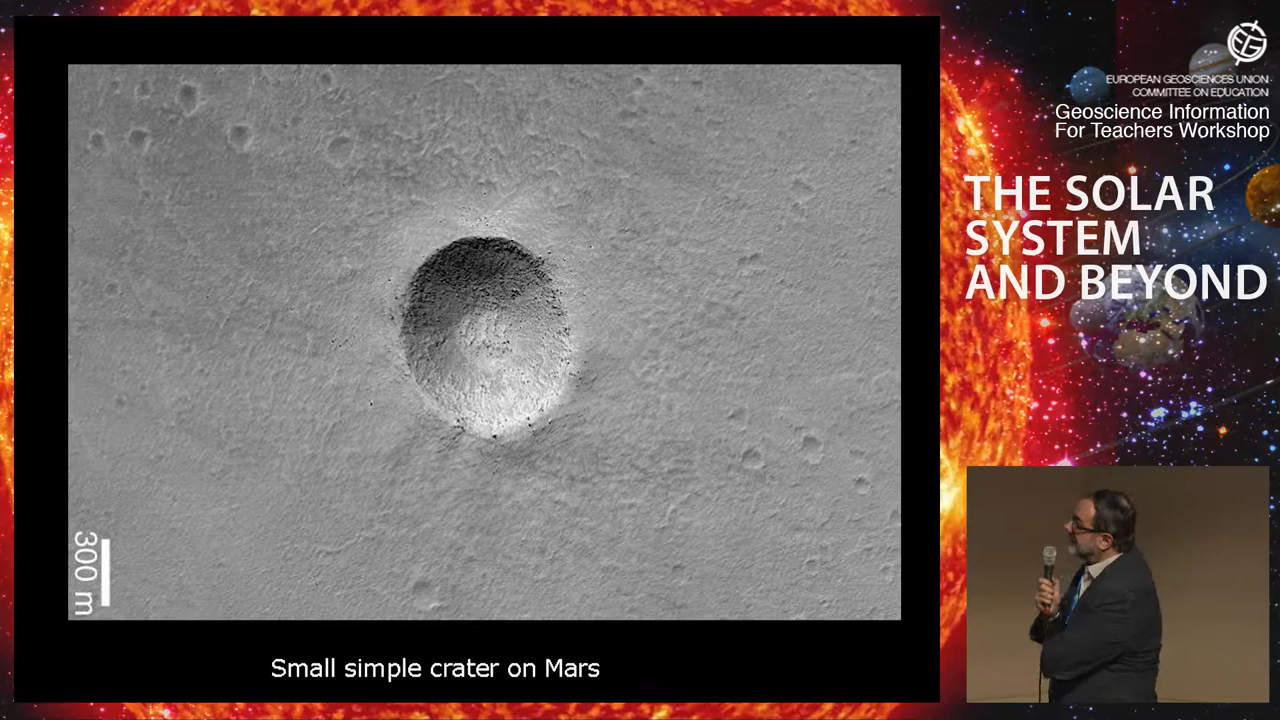 EUROPEAN GEOSCIENCES UNION
COMMITTEE ON EDUCATION
Geoscience Information
For Teachers Workshop
THE SOLAR
SYSTEM
AND BEYOND
300 m
Small simple crater on Mars